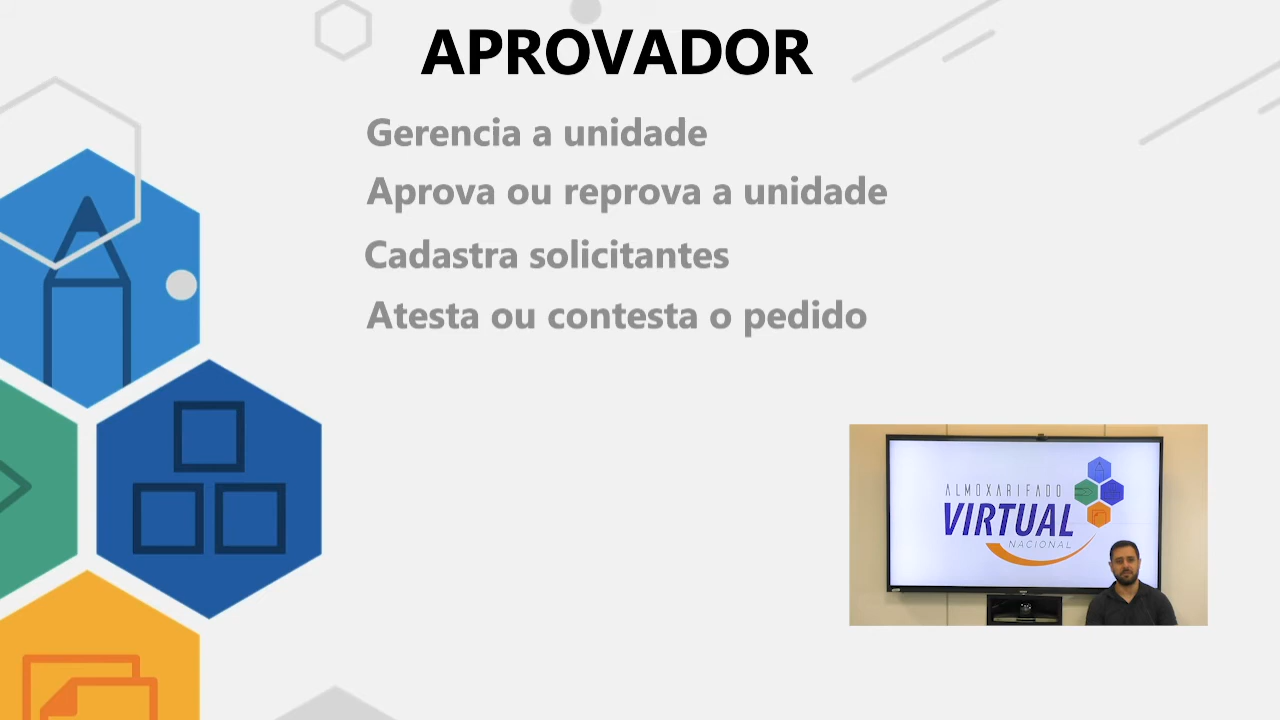 APROVADOR
Gerencia a unidade
Aprova ou reprova a unidade
Cadastra solicitantes
Atesta ou contesta o pedido
ALMOXARIFADO
VIRTUAL
NACIONAL